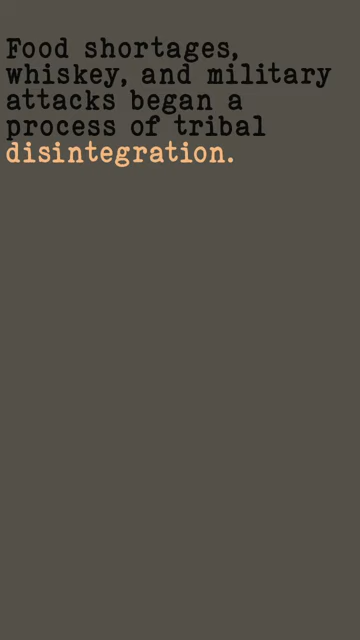 Food shortages,
whiskey, and military
attacks began a
process of tribal
disintegration.